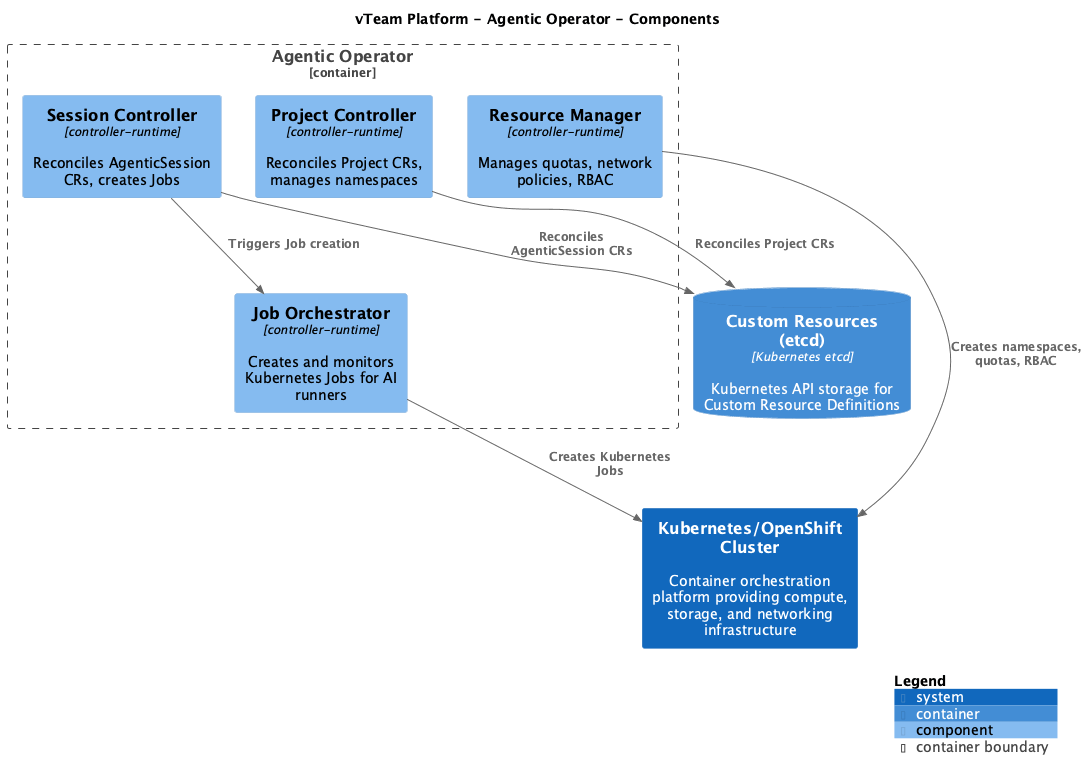 vTeam Platform - Agentic Operator - Components
Agentic Operator
[container]
Session Controller
[controller-runtime]
Reconciles AgenticSession
CRs, creates Jobs
Project Controller
[controller-runtime]
Reconciles Project CRs,
manages namespaces
Resource Manager
[controller-runtime]
Manages quotas, network
policies, RBAC
Triggers Job creation
Reconciles
AgenticSession CRs
Reconciles Project CRs
Job Orchestrator
[controller-runtime]
Creates and monitors
Kubernetes Jobs for AI
runners
Custom Resources
(etcd)
[Kubernetes etcd]
Kubernetes API storage for
Custom Resource Definitions
Creates namespaces,
quotas, RBAC
Creates Kubernetes
Jobs
Kubernetes/OpenShift
Cluster
Container orchestration
platform providing compute,
storage, and networking
infrastructure
Legend
system
container
component
container boundary